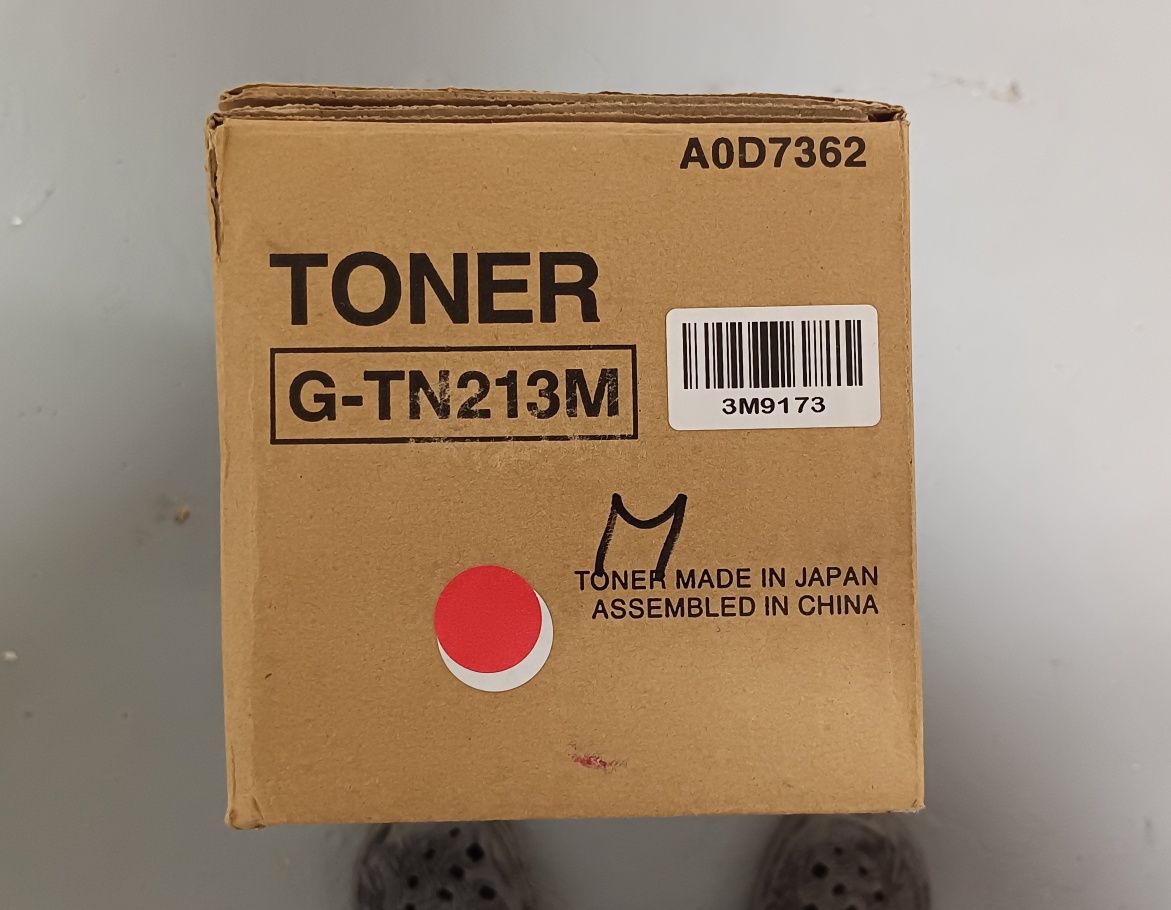 A0D7362
TONER
G-TN213M
3M9173
M
TONER MADE IN JAPAN
ASSEMBLED IN CHINA